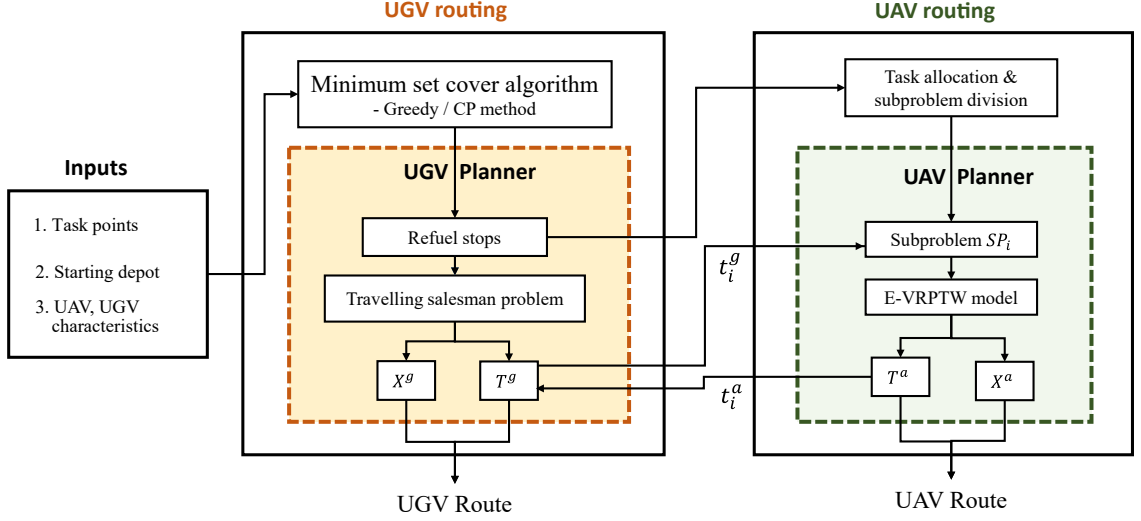 UGV routing
UAV routing
Minimum set cover algorithm
- Greedy / CP method
Task allocation &
subproblem division
Inputs
1. Task points
2. Starting depot
3. UAV, UGV
characteristics
UGV Planner
Refuel stops
Travelling salesman problem
X^g
T^g
UAV Planner
Subproblem SP_i
E-VRPTW model
T^a
X^a
t_i^g
t_i^a
UGV Route
UAV Route